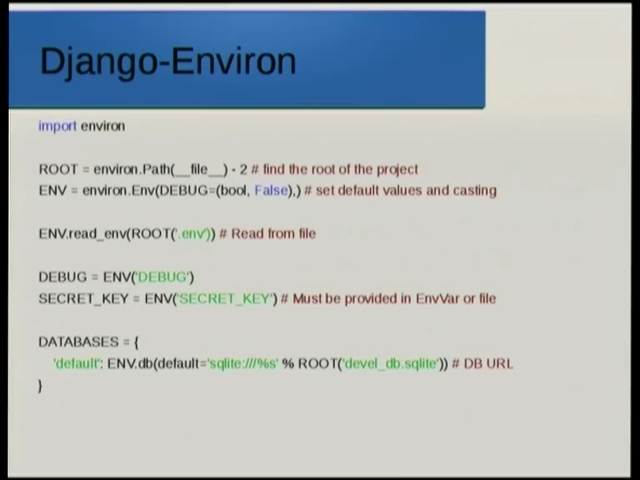 Django-Environ
import environ
ROOT = environ.Path(__file__) - 2 # find the root of the project
ENV = environ.Env(DEBUG=(bool, False),) # set default values and casting
ENV.read_env(ROOT('.env')) # Read from file
DEBUG = ENV('DEBUG')
SECRET_KEY = ENV('SECRET_KEY') # Must be provided in EnvVar or file
DATABASES = {
'default': ENV.db(default='sqlite:///%s' % ROOT('devel_db.sqlite')) # DB URL
}